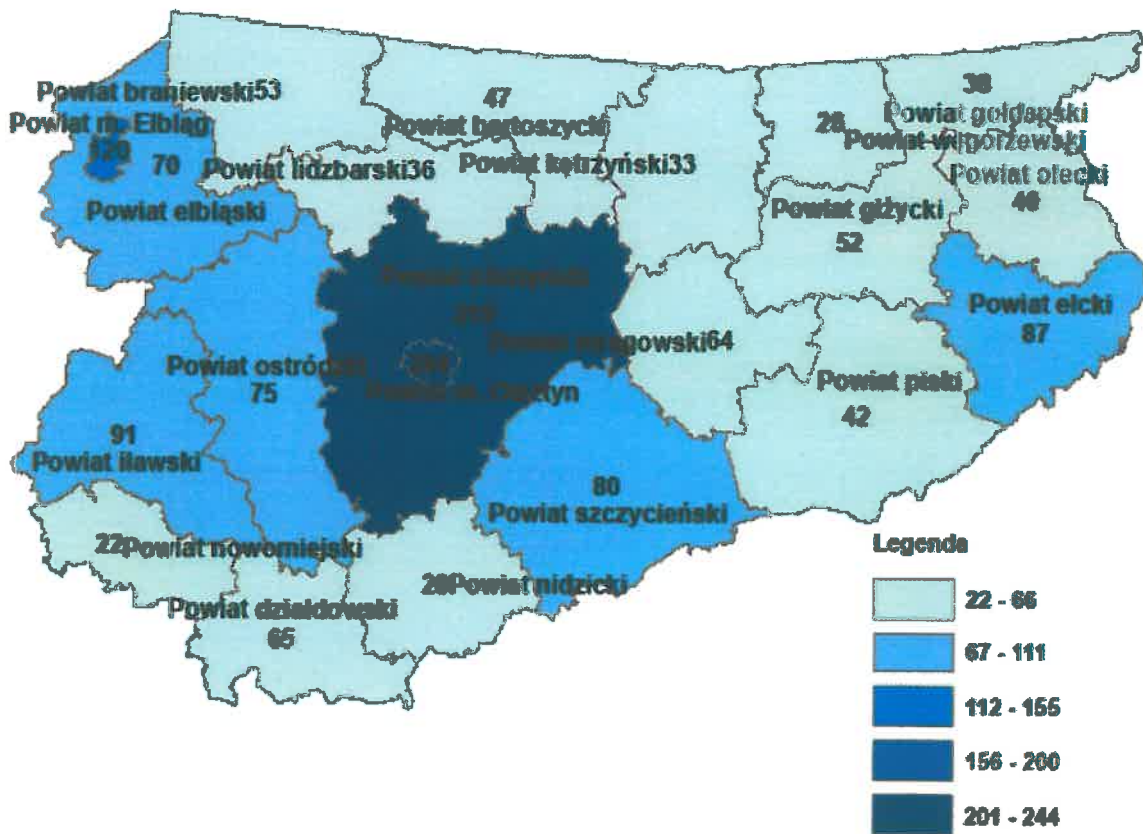 Powiat braniewski53
Powiat m. Elbląg
120
70
Powiat elbląski
47
Powiat bartoszycki
Powiat lidzbarski36
Powiat kętrzyński33
Powiat gołdapski
Powiat węgorzewski
Powiat olecki
Powiat giżycki
52
Powiat ełcki
87
Powiat olsztyński
Powiat mrągowski64
Powiat m. Olsztyn
Powiat ostródzki
75
Powiat piski
42
91
Powiat iławski
80
Powiat szczycieński
22Powiat nowomiejski
Powiat nidzicki
Powiat działdowski
65
Legenda
22 - 66
67 - 111
112 - 155
156 - 200
201 - 244